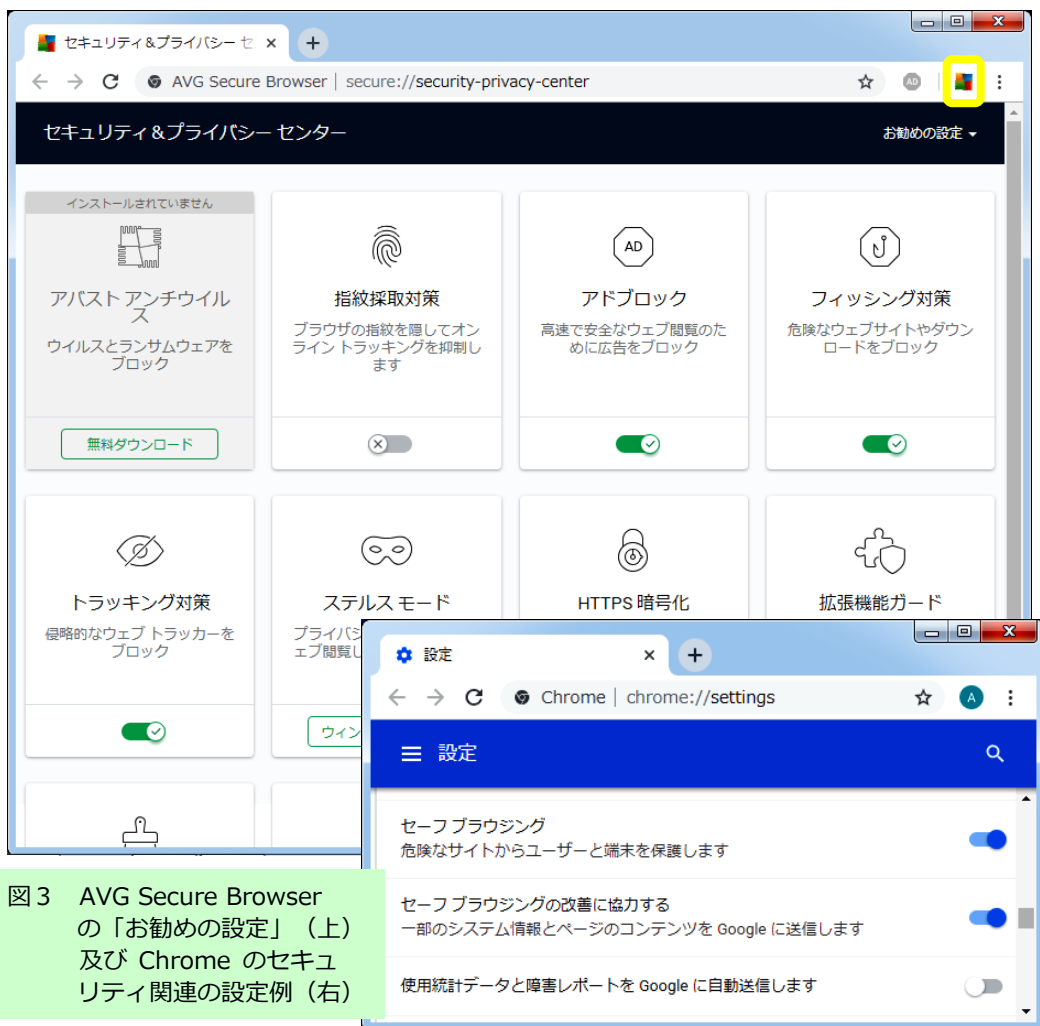 セキュリティ&プライバシー セ
AVG Secure Browser | secure://security-privacy-center
AD
セキュリティ&プライバシー センター
お勧めの設定
インストールされていません
アバスト アンチウイル
ス
ウイルスとランサムウェアを
ブロック
無料ダウンロード
指紋採取対策
ブラウザの指紋を隠してオン
ライン トラッキングを抑制し
ます
AD
アドブロック
高速で安全なウェブ閲覧のた
めに広告をブロック
フィッシング対策
危険なウェブサイトやダウン
ロードをブロック
トラッキング対策
侵略的なウェブ トラッカーを
ブロック
ステルス モード
プライバシ
ェブ閲覧し
ウィン
HTTPS 暗号化
拡張機能ガード
設定
Chrome | chrome://settings
A
設定
セーフ ブラウジング
危険なサイトからユーザーと端末を保護します
セーフ ブラウジングの改善に協力する
一部のシステム情報とページのコンテンツを Google に送信します
使用統計データと障害レポートを Google に自動送信します
図3 AVG Secure Browser
の「お勧めの設定」(上)
及び Chrome のセキュ
リティ関連の設定例(右)